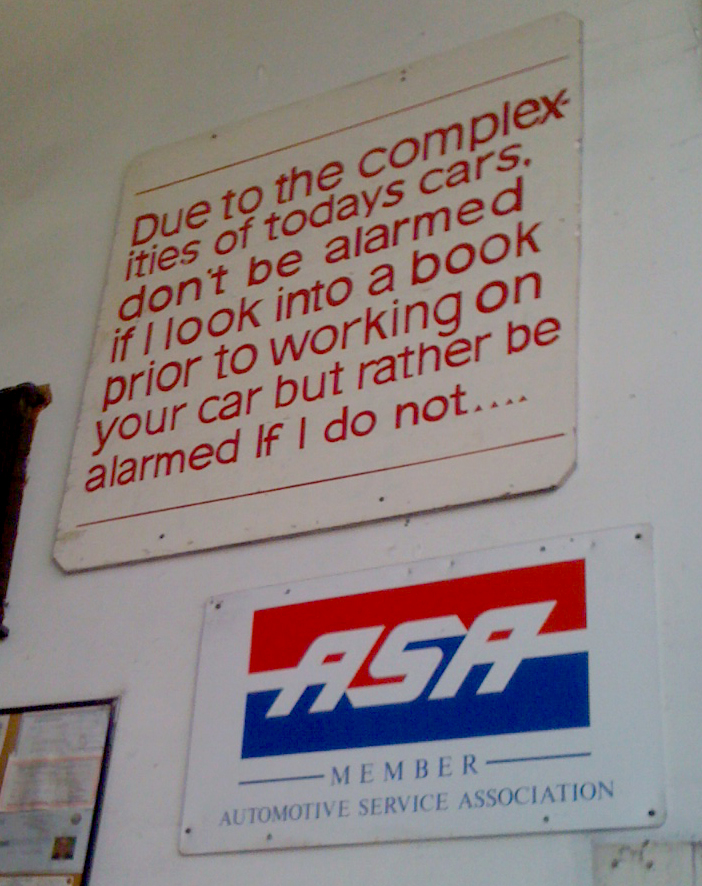 Due to the complex-
ities of todays cars,
don't be alarmed
if I look into a book
prior to working on
your car but rather be
alarmed If I do not....
ASA
MEMBER
AUTOMOTIVE SERVICE ASSOCIATION